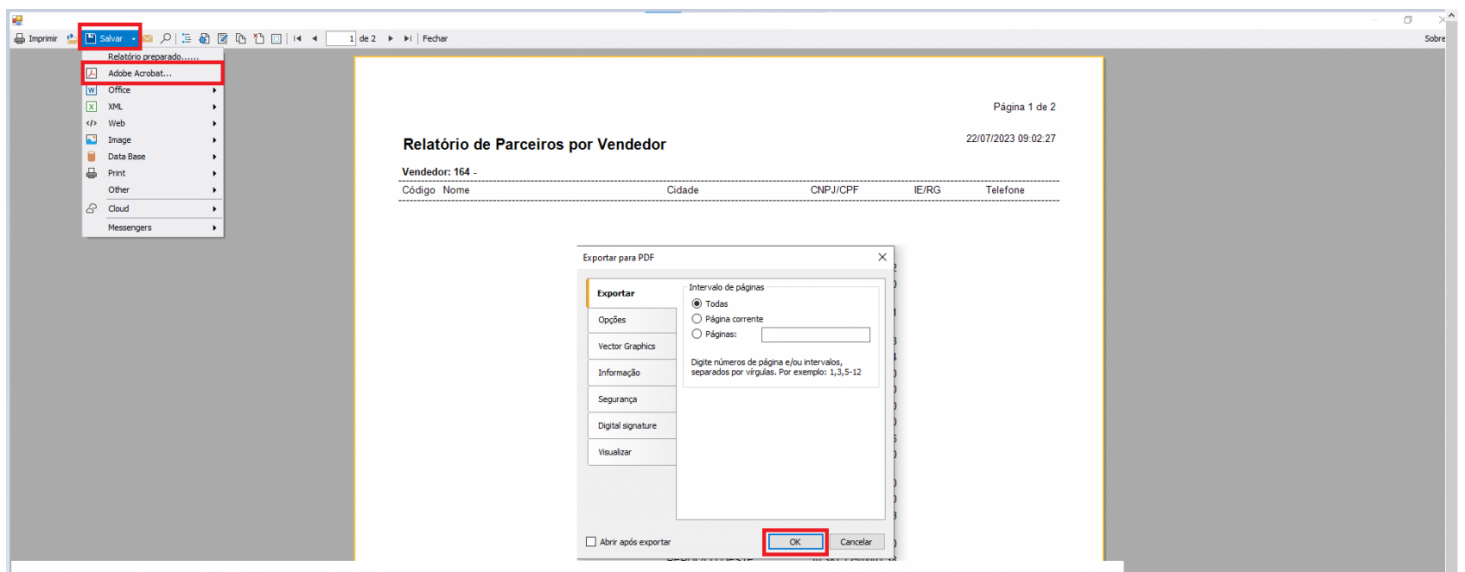 Imprimir Salvar 1 de 2 Fechar Sobre
Relatório preparado......
Adobe Acrobat...
Office
XML
Web
Image
Data Base
Print
Other
Cloud
Messengers
Página 1 de 2
Relatório de Parceiros por Vendedor 22/07/2023 09:02:27
Vendedor: 164 -
Código Nome Cidade CNPJ/CPF IE/RG Telefone
Exportar para PDF
Exportar
Opções
Vector Graphics
Informação
Segurança
Digital signature
Visualizar
Intervalo de páginas
Todas
Página corrente
Páginas:
Digite números de página e/ou intervalos,
separados por vírgulas. Por exemplo: 1,3,5-12
Abrir após exportar OK Cancelar